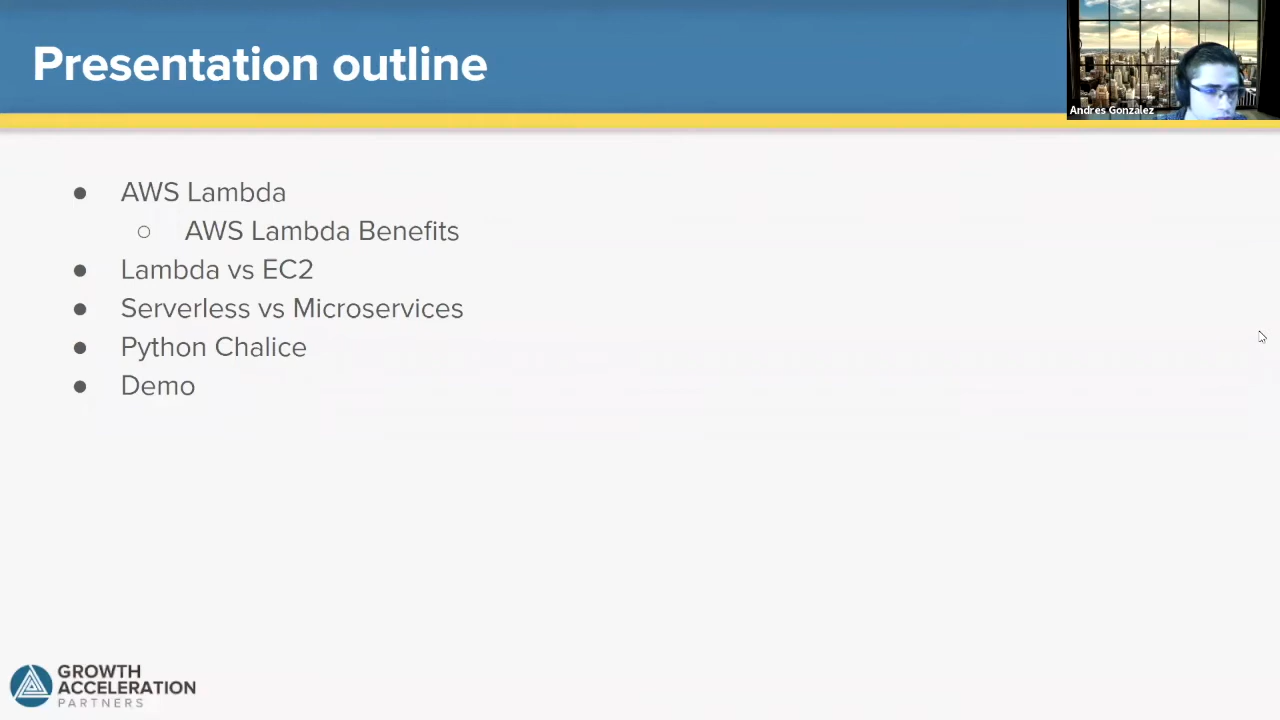 Presentation outline
Andres Gonzalez
● AWS Lambda
○ AWS Lambda Benefits
● Lambda vs EC2
● Serverless vs Microservices
● Python Chalice
● Demo
GROWTH
ACCELERATION
PARTNERS